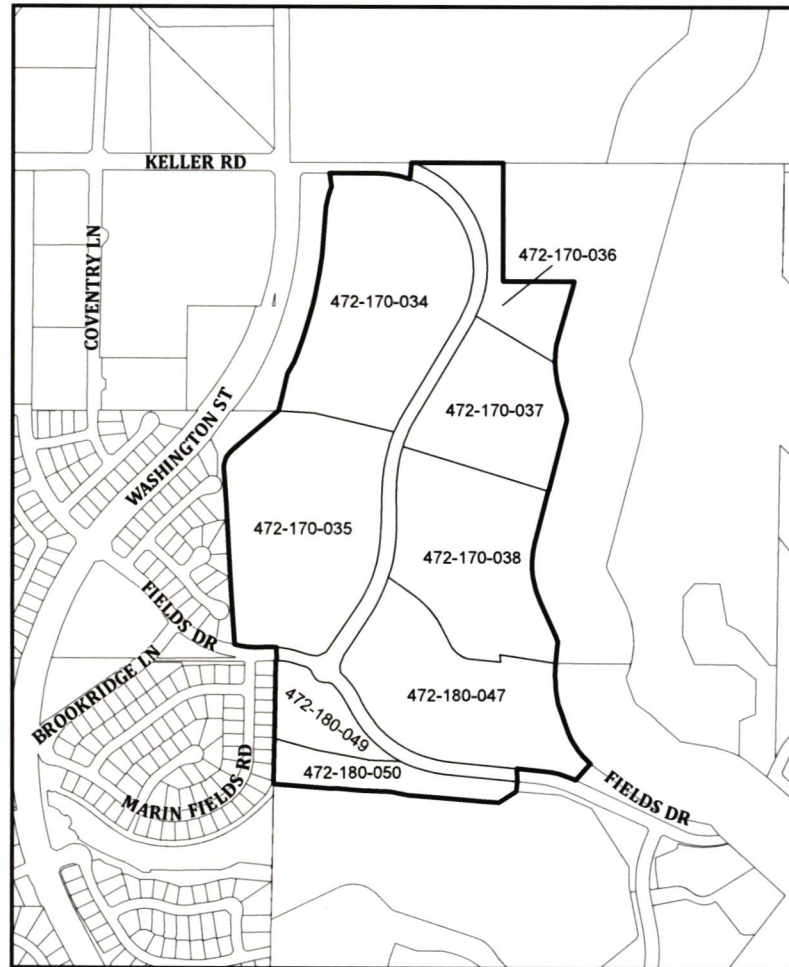 KELLER RD
COVENTRY LN
472-170-036
472-170-034
472-170-037
WASHINGTON ST
472-170-035
472-170-038
FIELDS DR
BROOKRIDGE LN
472-180-047
472-180-049
472-180-050
MARIN FIELDS RD
FIELDS DR